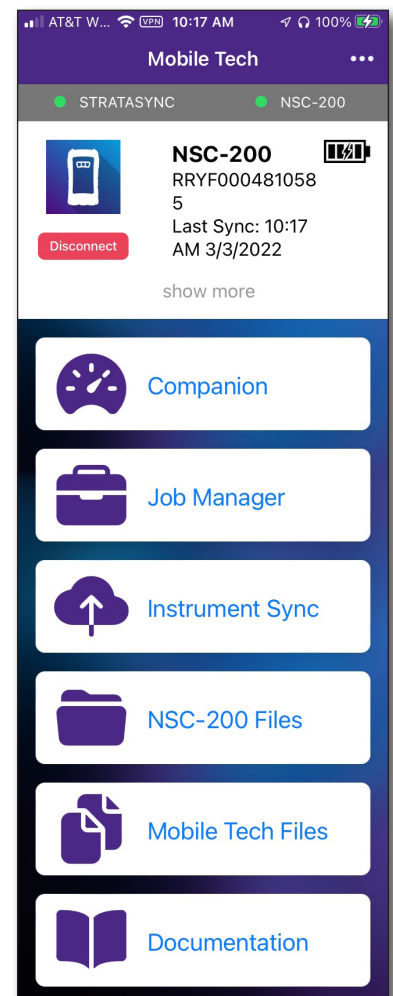 AT&T W... VPN 10:17 AM 100%
Mobile Tech
STRATASYNC NSC-200
NSC-200
RRYF000481058
5
Last Sync: 10:17
AM 3/3/2022
Disconnect
show more
Companion
Job Manager
Instrument Sync
NSC-200 Files
Mobile Tech Files
Documentation